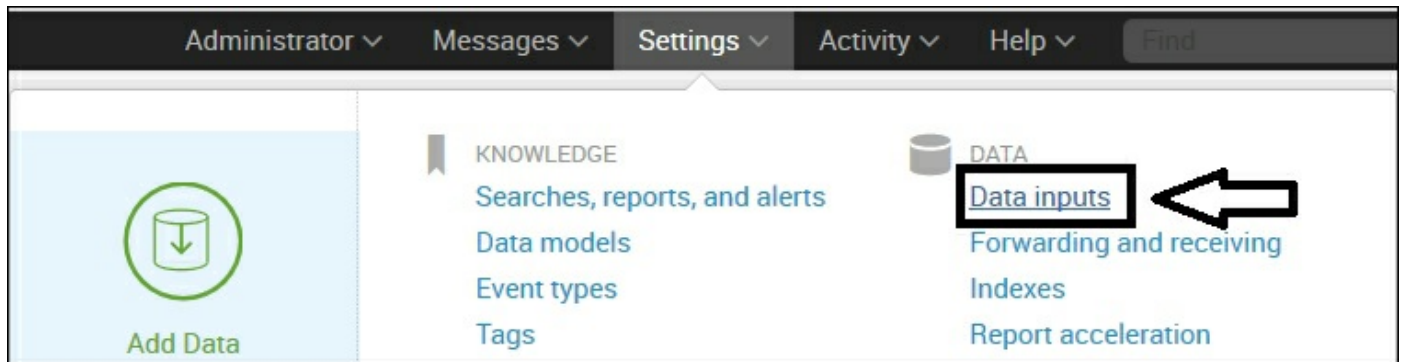 Administrator Messages Settings Activity Help Find
KNOWLEDGE
Searches, reports, and alerts
Data models
Event types
Tags
DATA
Data inputs
Forwarding and receiving
Indexes
Report acceleration
Add Data